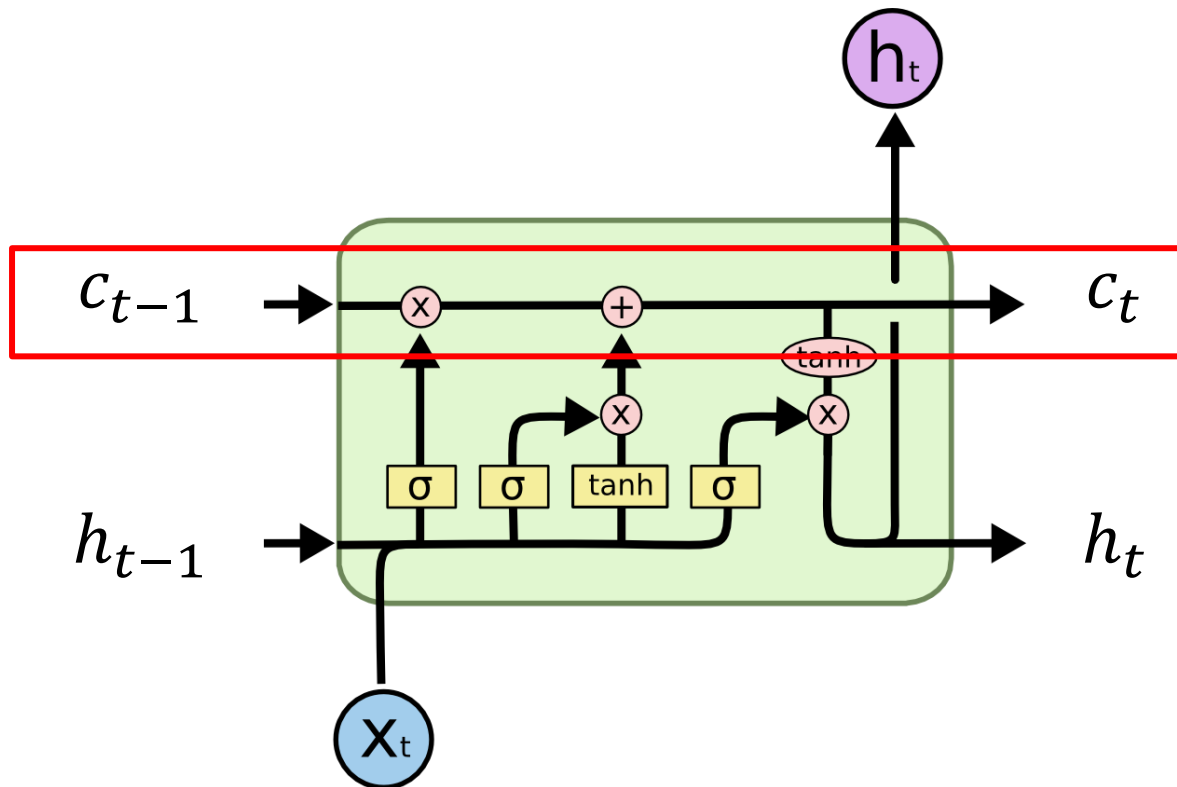 hₜ
cₜ₋₁ x + cₜ
tanh
x x
σ σ tanh σ
hₜ₋₁ hₜ
xₜ